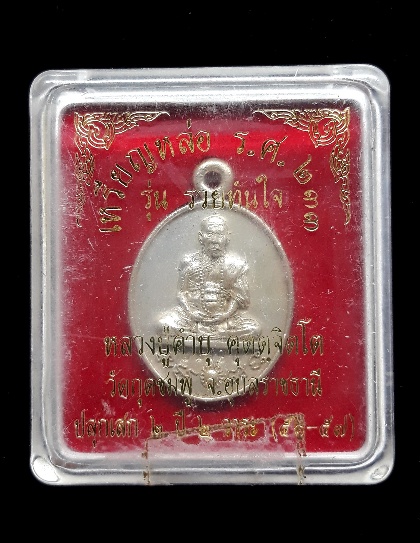 เหรียญหล่อ ร.ศ.๒๓๓
รุ่น รวยทันใจ
หลวงปู่คำบุ คุตฺตจิตฺโต
วัดกุดชมพู จ.อุบลราชธานี
ปลุกเสก ๒ ปี ๒ (๕๖-๕๗)